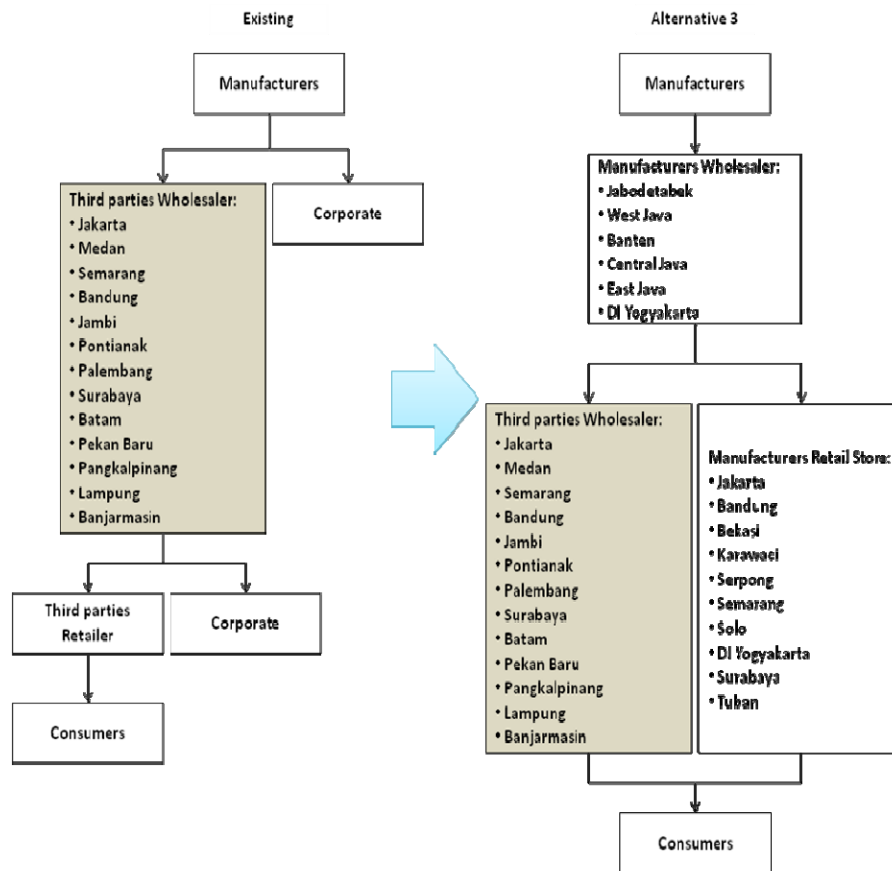 Existing
Manufacturers
Third parties Wholesaler:
• Jakarta
• Medan
• Semarang
• Bandung
• Jambi
• Pontianak
• Palembang
• Surabaya
• Batam
• Pekan Baru
• Pangkalpinang
• Lampung
• Banjarmasin
Corporate
Third parties
Retailer
Corporate
Consumers
Alternative 3
Manufacturers
Manufacturers Wholesaler:
• Jabodetabek
• West Java
• Banten
• Central Java
• East Java
• DI Yogyakarta
Third parties Wholesaler:
• Jakarta
• Medan
• Semarang
• Bandung
• Jambi
• Pontianak
• Palembang
• Surabaya
• Batam
• Pekan Baru
• Pangkalpinang
• Lampung
• Banjarmasin
Manufacturers Retail Store:
• Jakarta
• Bandung
• Bekasi
• Karawaci
• Serpong
• Semarang
• Solo
• DI Yogyakarta
• Surabaya
• Tuban
Consumers